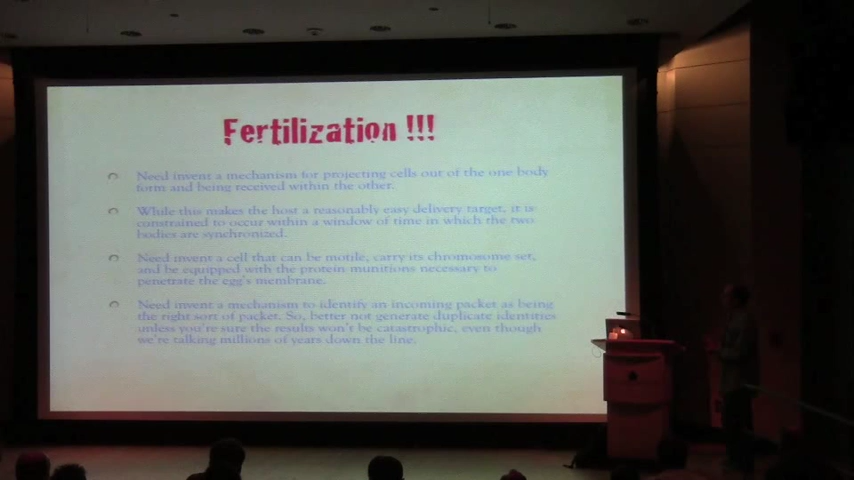 Fertilization !!!
Need invent a mechanism for projecting cells out of the one body
form and being received within the other.
While this makes the host a reasonably easy delivery target, it is
constrained to occur within a window of time in which the two
bodies are synchronized.
Need invent a cell that can be motile, carry its chromosome set,
and be equipped with the protein munitions necessary to
penetrate the egg's membrane.
Need invent a mechanism to identify an incoming packet as being
the right sort of packet. So, better not generate duplicate identities
unless you're sure the results won't be catastrophic, even though
we're talking millions of years down the line.